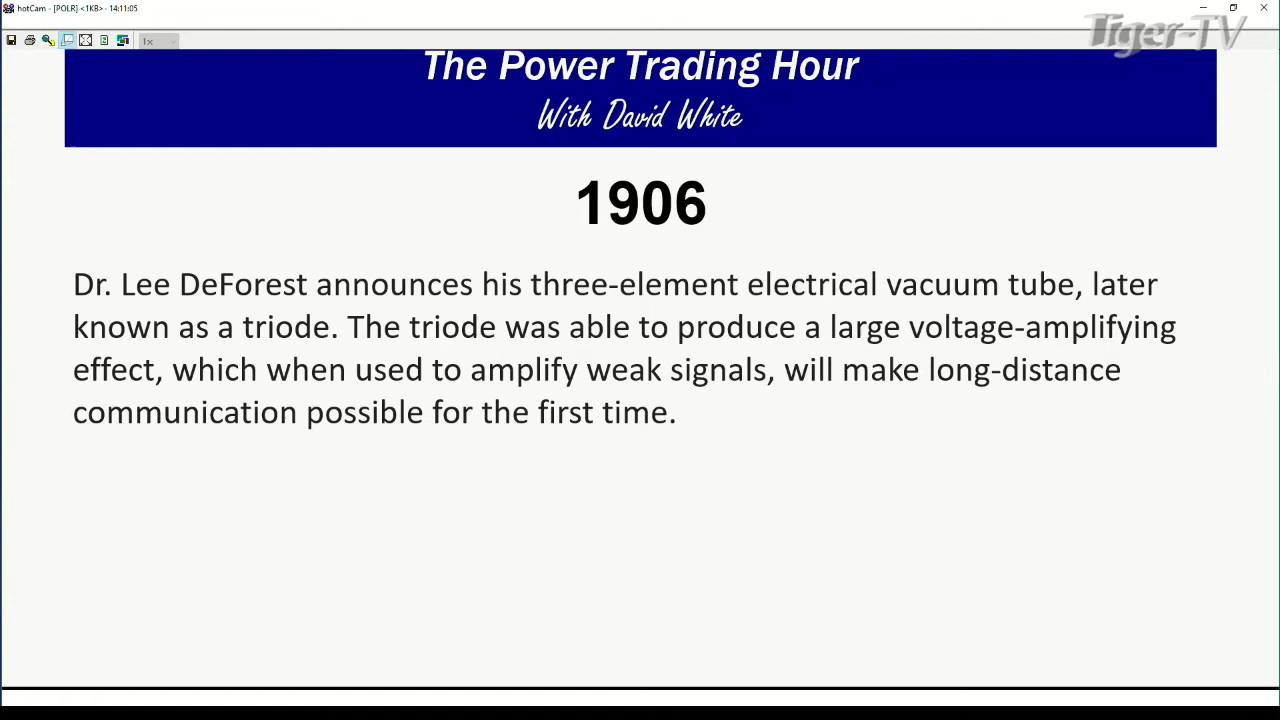 hotCam - [POLR] <1KB> - 14:11:05
Tiger-TV
1x
The Power Trading Hour
With David White
1906
Dr. Lee DeForest announces his three-element electrical vacuum tube, later
known as a triode. The triode was able to produce a large voltage-amplifying
effect, which when used to amplify weak signals, will make long-distance
communication possible for the first time.